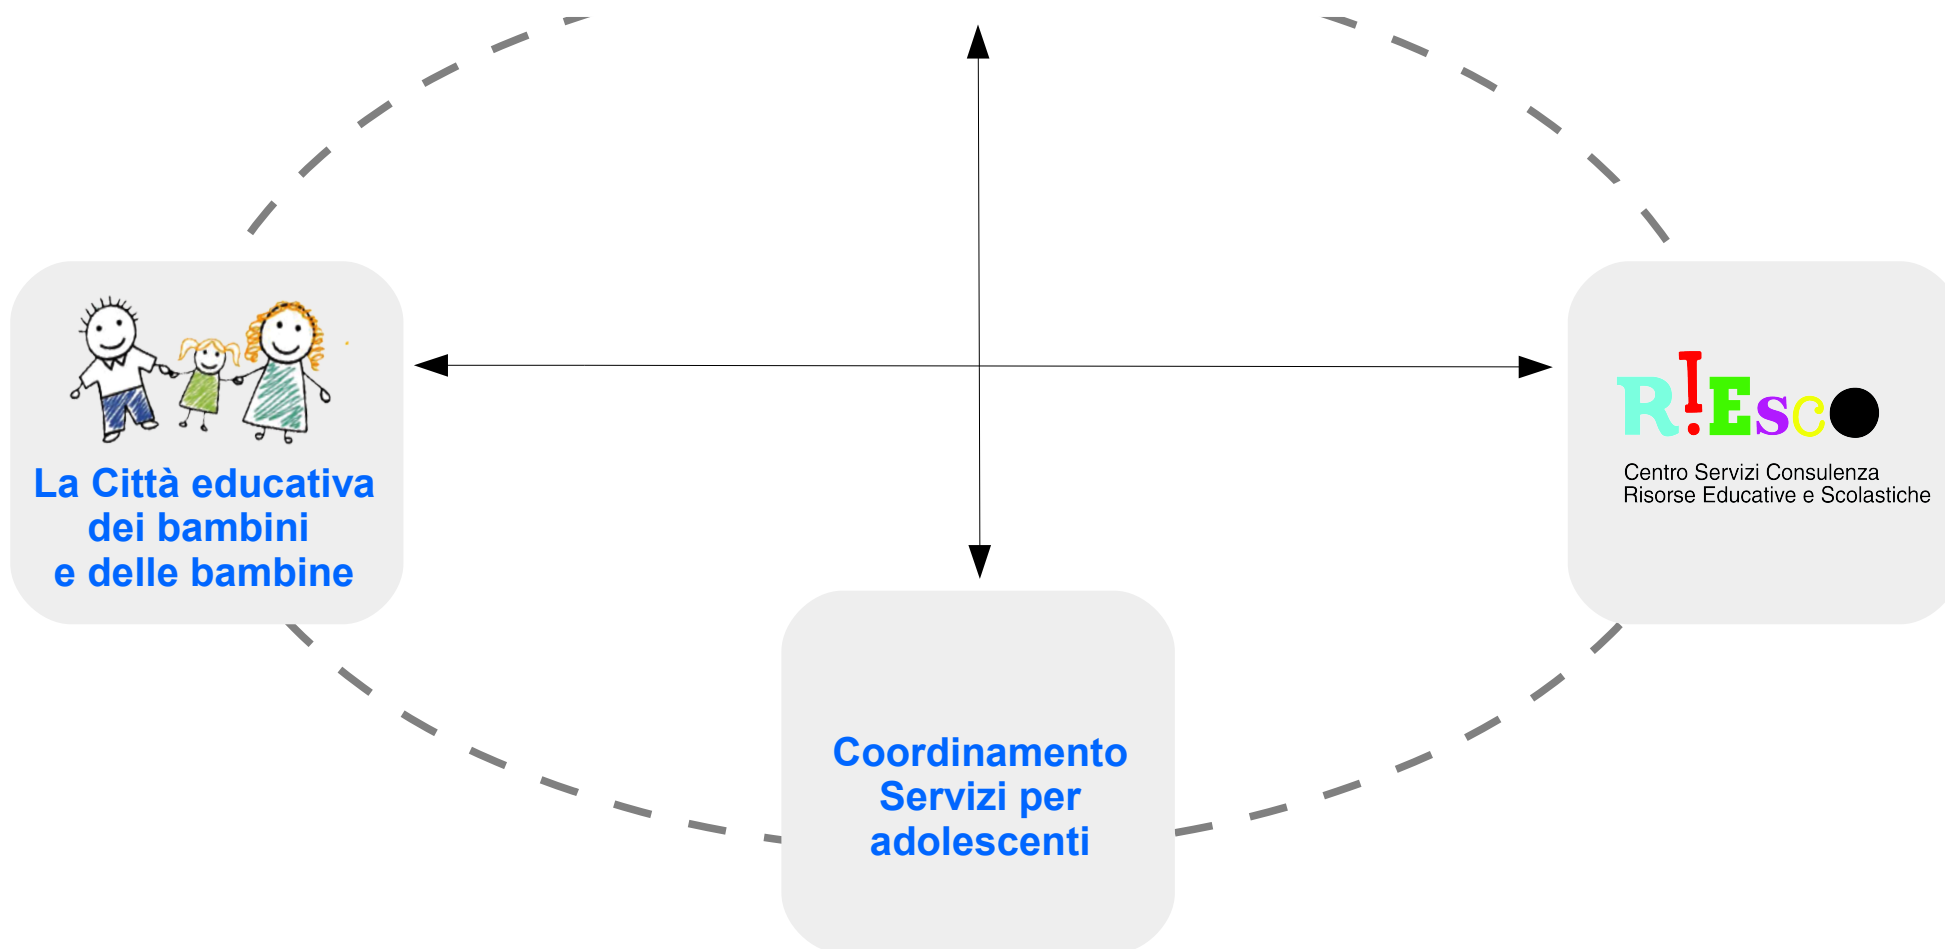 La Città educativa
dei bambini
e delle bambine
R!EscO
Centro Servizi Consulenza
Risorse Educative e Scolastiche
Coordinamento
Servizi per
adolescenti